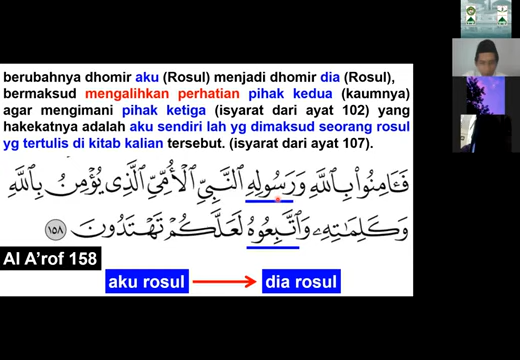 berubahnya dhomir aku (Rosul) menjadi dhomir dia (Rosul),
bermaksud mengalihkan perhatian pihak kedua (kaumnya)
agar mengimani pihak ketiga (isyarat dari ayat 102) yang
hakekatnya adalah aku sendiri lah yg dimaksud seorang rosul
yg tertulis di kitab kalian tersebut. (isyarat dari ayat 107).
فَـَٔامِنُوا۟ بِٱللَّهِ وَرَسُولِهِ ٱلنَّبِىِّ ٱلْأُمِّىِّ ٱلَّذِى يُؤْمِنُ بِٱللَّهِ
وَكَلِمَـٰتِهِۦ وَٱتَّبِعُوهُ لَعَلَّكُمْ تَهْتَدُونَ ١٥٨
Al A'rof 158
aku rosul dia rosul